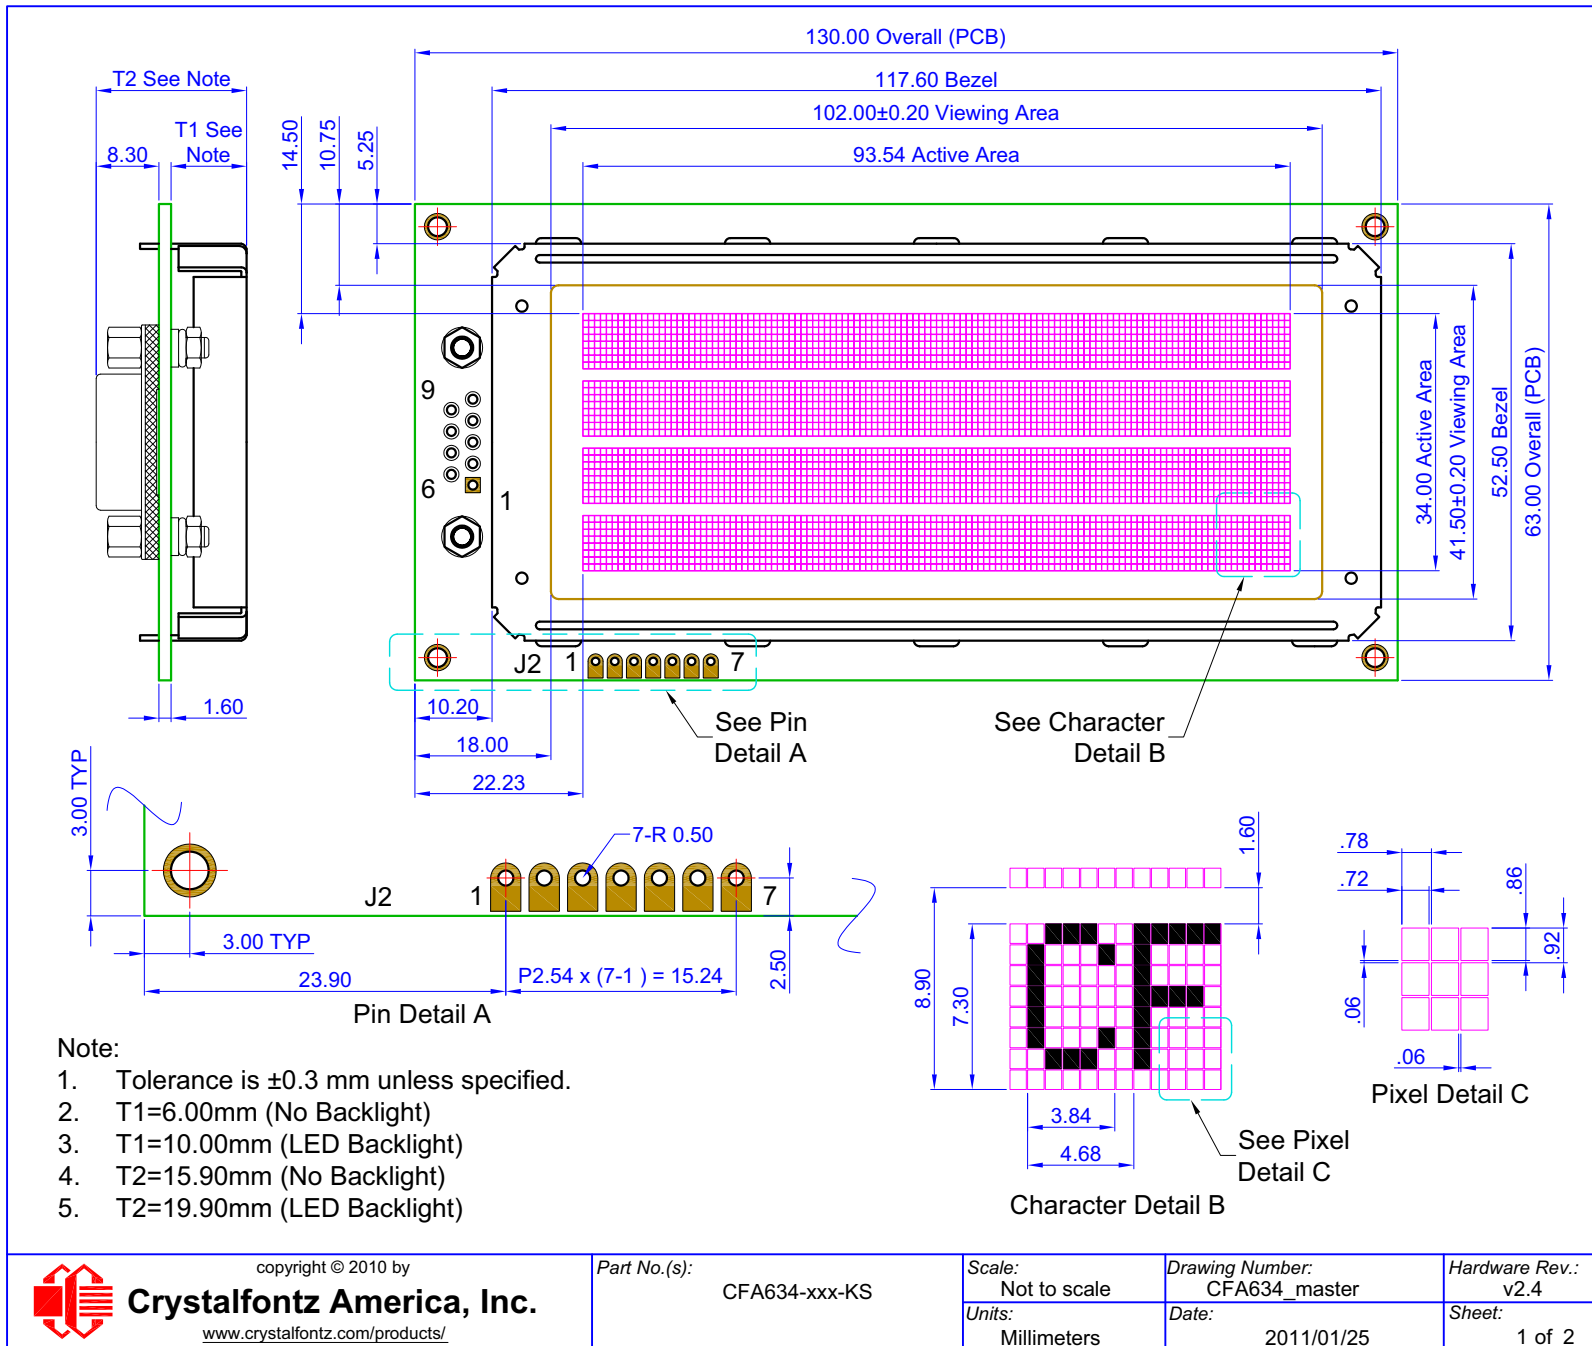 130.00 Overall (PCB)
T2 See Note
117.60 Bezel
102.00±0.20 Viewing Area
T1 See
Note
8.30
14.50
10.75
5.25
93.54 Active Area
9
6
1
34.00 Active Area
41.50±0.20 Viewing Area
52.50 Bezel
63.00 Overall (PCB)
J2
1
7
1.60
10.20
18.00
22.23
See Pin
Detail A
See Character
Detail B
3.00 TYP
7-R 0.50
J2
1
7
3.00 TYP
23.90
P2.54 x (7-1 ) = 15.24
2.50
Pin Detail A
1.60
8.90
7.30
3.84
4.68
See Pixel
Detail C
Character Detail B
.78
.72
.86
.92
.06
.06
Pixel Detail C
Note:
1. Tolerance is ±0.3 mm unless specified.
2. T1=6.00mm (No Backlight)
3. T1=10.00mm (LED Backlight)
4. T2=15.90mm (No Backlight)
5. T2=19.90mm (LED Backlight)
copyright © 2010 by
Crystalfontz America, Inc.
www.crystalfontz.com/products/
Part No.(s):
CFA634-xxx-KS
Scale:
Not to scale
Drawing Number:
CFA634_master
Hardware Rev.:
v2.4
Units:
Millimeters
Date:
2011/01/25
Sheet:
1 of 2